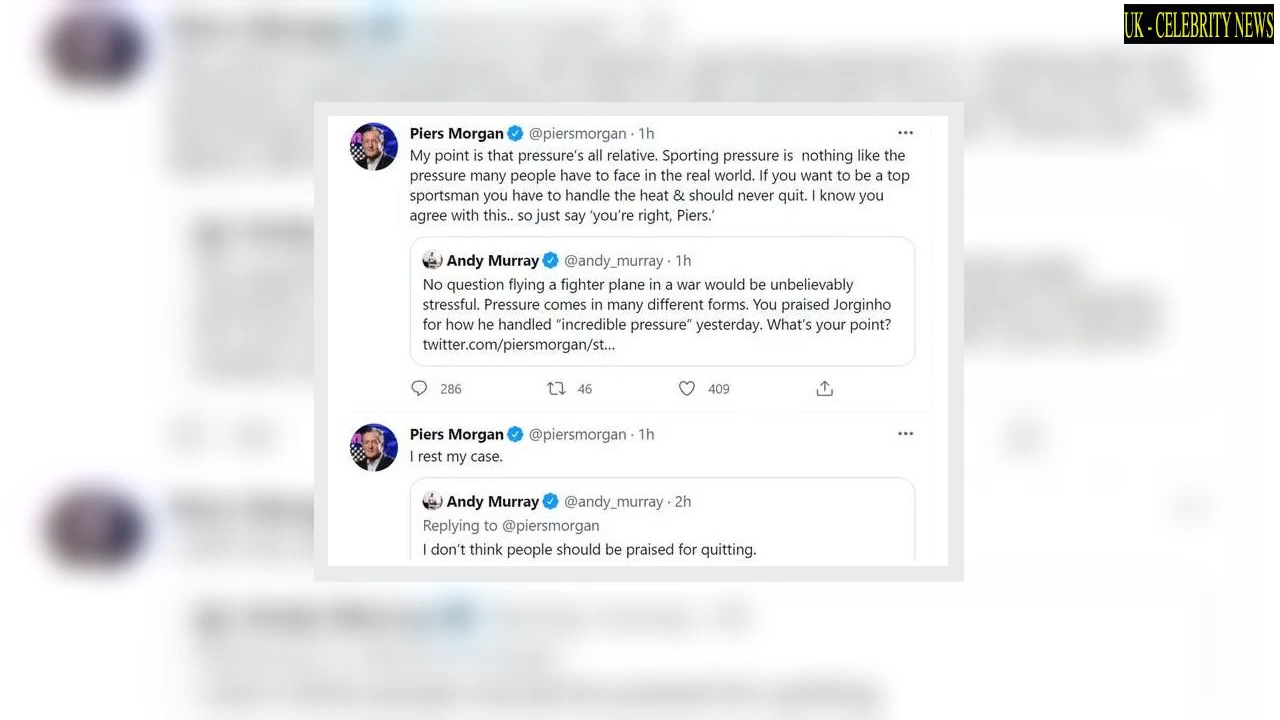 UK - CELEBRITY NEWS
Piers Morgan @piersmorgan · 1h
My point is that pressure's all relative. Sporting pressure is nothing like the
pressure many people have to face in the real world. If you want to be a top
sportsman you have to handle the heat & should never quit. I know you
agree with this.. so just say ‘you’re right, Piers.’
Andy Murray @andy_murray · 1h
No question flying a fighter plane in a war would be unbelievably
stressful. Pressure comes in many different forms. You praised Jorginho
for how he handled “incredible pressure” yesterday. What's your point?
twitter.com/piersmorgan/st...
286 46 409
Piers Morgan @piersmorgan · 1h
I rest my case.
Andy Murray @andy_murray · 2h
Replying to @piersmorgan
I don't think people should be praised for quitting.